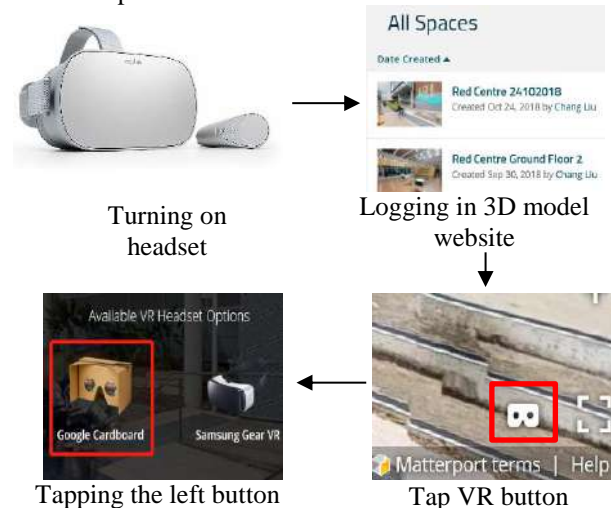 All Spaces
Date Created ▲
Red Centre 24102018
Created Oct 24, 2018 by Chang Liu
Red Centre Ground Floor 2
Created Sep 30, 2018 by Chang Liu
Turning on
headset
Logging in 3D model
website
Available VR Headset Options
Google Cardboard
Samsung Gear VR
Matterport terms | Help
Tapping the left button
Tap VR button